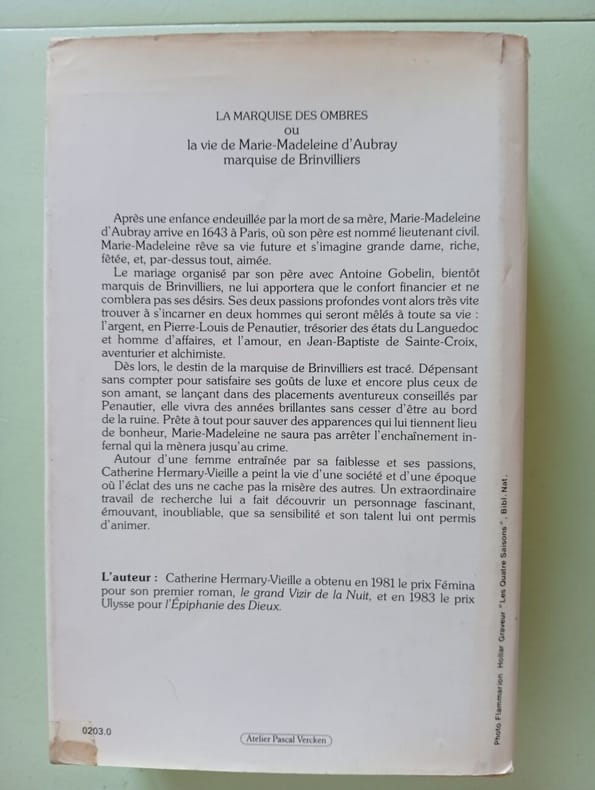 LA MARQUISE DES OMBRES
ou
la vie de Marie-Madeleine d'Aubray
marquise de Brinvilliers
Après une enfance endeuillée par la mort de sa mère, Marie-Madeleine
d'Aubray arrive en 1643 à Paris, où son père est nommé lieutenant civil.
Marie-Madeleine rêve sa vie future et s'imagine grande dame, riche,
fêtée, et, par-dessus tout, aimée.
Le mariage organisé par son père avec Antoine Gobelin, bientôt
marquis de Brinvilliers, ne lui apportera que le confort financier et ne
comblera pas ses désirs. Ses deux passions profondes vont alors très vite
trouver à s'incarner en deux hommes qui seront mêlés à toute sa vie :
l'argent, en Pierre-Louis de Penautier, trésorier des états du Languedoc
et homme d'affaires, et l'amour, en Jean-Baptiste de Sainte-Croix,
aventurier et alchimiste.
Dès lors, le destin de la marquise de Brinvilliers est tracé. Dépensant
sans compter pour satisfaire ses goûts de luxe et encore plus ceux de
son amant, se lançant dans des placements aventureux conseillés par
Penautier, elle vivra des années brillantes sans cesser d'être au bord
de la ruine. Prête à tout pour sauver des apparences qui lui tiennent lieu
de bonheur, Marie-Madeleine ne saura pas arrêter l'enchaînement in-
fernal qui la mènera jusqu'au crime.
Autour d'une femme entraînée par sa faiblesse et ses passions,
Catherine Hermary-Vieille a peint la vie d'une société et d'une époque
où l'éclat des uns ne cache pas la misère des autres. Un extraordinaire
travail de recherche lui a fait découvrir un personnage fascinant,
émouvant, inoubliable, que sa sensibilité et son talent lui ont permis
d'animer.
L'auteur : Catherine Hermary-Vieille a obtenu en 1981 le prix Fémina
pour son premier roman, le grand Vizir de la Nuit, et en 1983 le prix
Ulysse pour l'Épiphanie des Dieux.
0203.0
Atelier Pascal Vercken
Photo Flammarion Hollar Graveur "Les Quatre Saisons", Bibl. Nat.